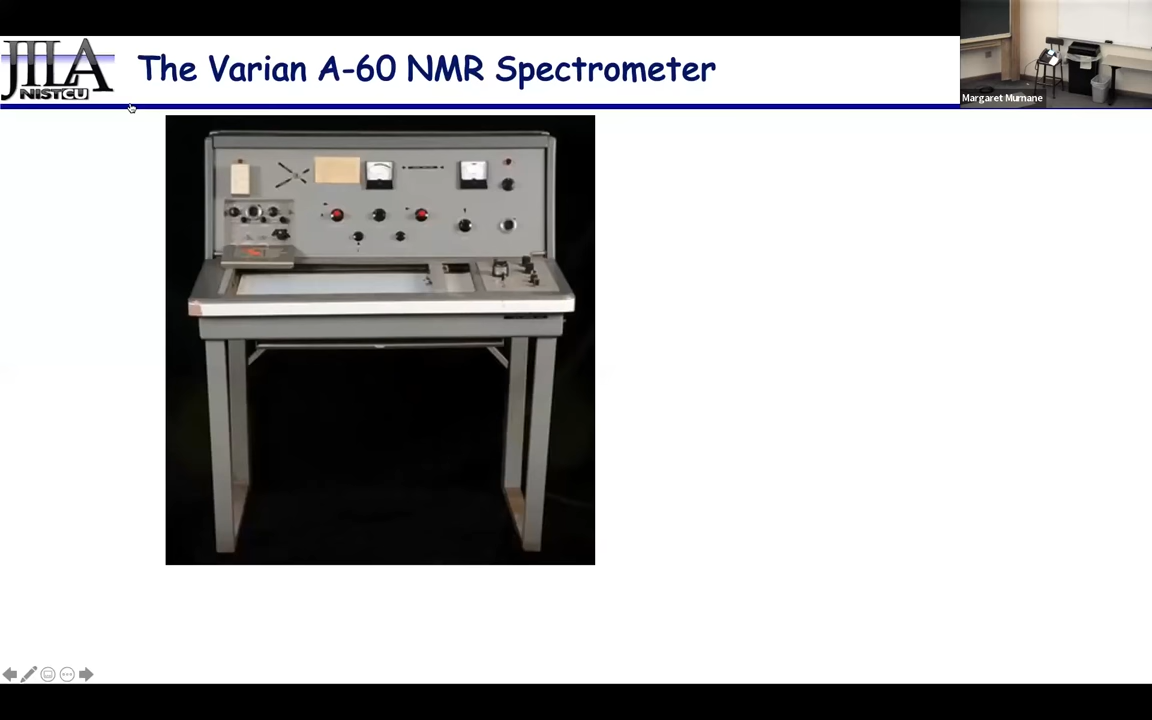 JILA
NIST CU
The Varian A-60 NMR Spectrometer
Margaret Murnane